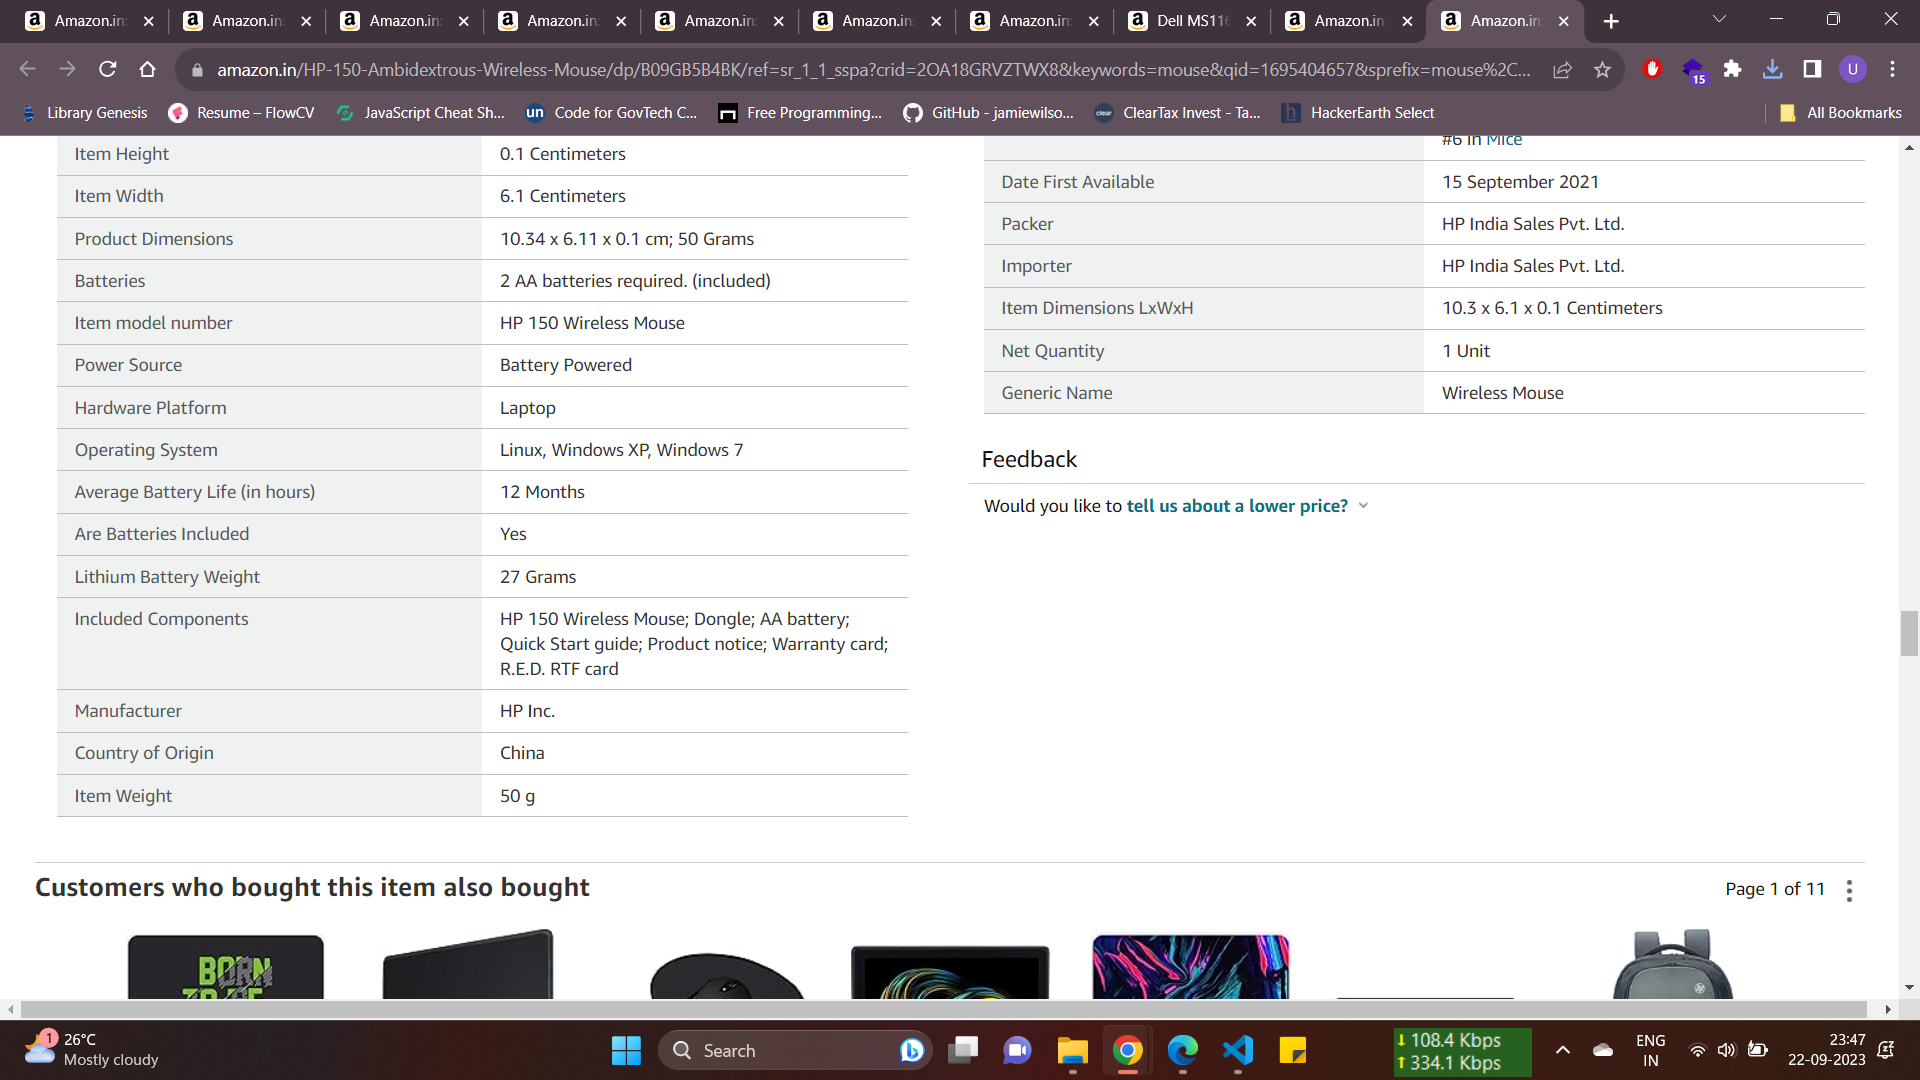 Amazon.in:
Amazon.in:
Amazon.in:
Amazon.in:
Amazon.in:
Amazon.in:
Amazon.in:
Dell MS116
Amazon.in:
Amazon.in:
amazon.in/HP-150-Ambidextrous-Wireless-Mouse/dp/B09GB5B4BK/ref=sr_1_1_sspa?crid=2OA18GRVZTWX8&keywords=mouse&qid=1695404657&sprefix=mouse%2C...
15
U
Library Genesis
Resume – FlowCV
JavaScript Cheat Sh...
un
Code for GovTech C...
Free Programming...
GitHub - jamiewilso...
clear
ClearTax Invest - Ta...
h
HackerEarth Select
All Bookmarks
Item Height 0.1 Centimeters
Item Width 6.1 Centimeters
Product Dimensions 10.34 x 6.11 x 0.1 cm; 50 Grams
Batteries 2 AA batteries required. (included)
Item model number HP 150 Wireless Mouse
Power Source Battery Powered
Hardware Platform Laptop
Operating System Linux, Windows XP, Windows 7
Average Battery Life (in hours) 12 Months
Are Batteries Included Yes
Lithium Battery Weight 27 Grams
Included Components HP 150 Wireless Mouse; Dongle; AA battery;
Quick Start guide; Product notice; Warranty card;
R.E.D. RTF card
Manufacturer HP Inc.
Country of Origin China
Item Weight 50 g
#6 in Mice
Date First Available 15 September 2021
Packer HP India Sales Pvt. Ltd.
Importer HP India Sales Pvt. Ltd.
Item Dimensions LxWxH 10.3 x 6.1 x 0.1 Centimeters
Net Quantity 1 Unit
Generic Name Wireless Mouse
Feedback
Would you like to tell us about a lower price?
Customers who bought this item also bought
Page 1 of 11
BORN
1
26°C
Mostly cloudy
Search
108.4 Kbps
334.1 Kbps
ENG
IN
23:47
22-09-2023